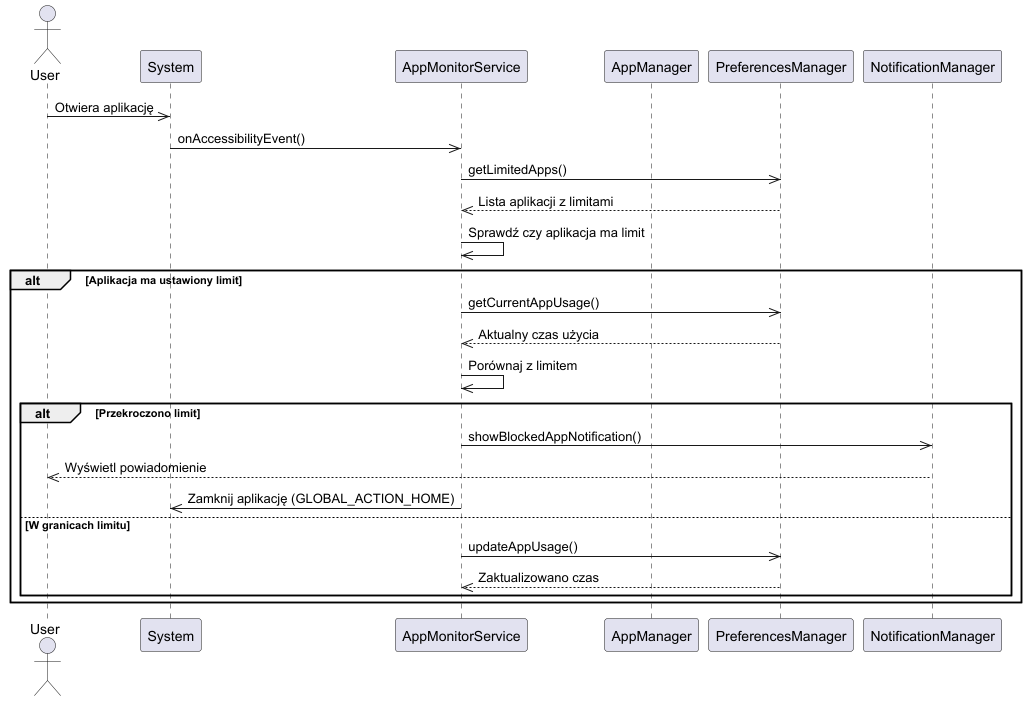 User
System
AppMonitorService
AppManager
PreferencesManager
NotificationManager
Otwiera aplikację
onAccessibilityEvent()
getLimitedApps()
Lista aplikacji z limitami
Sprawdź czy aplikacja ma limit
alt [Aplikacja ma ustawiony limit]
getCurrentAppUsage()
Aktualny czas użycia
Porównaj z limitem
alt [Przekroczono limit]
showBlockedAppNotification()
Wyświetl powiadomienie
Zamknij aplikację (GLOBAL_ACTION_HOME)
[W granicach limitu]
updateAppUsage()
Zaktualizowano czas
User
System
AppMonitorService
AppManager
PreferencesManager
NotificationManager